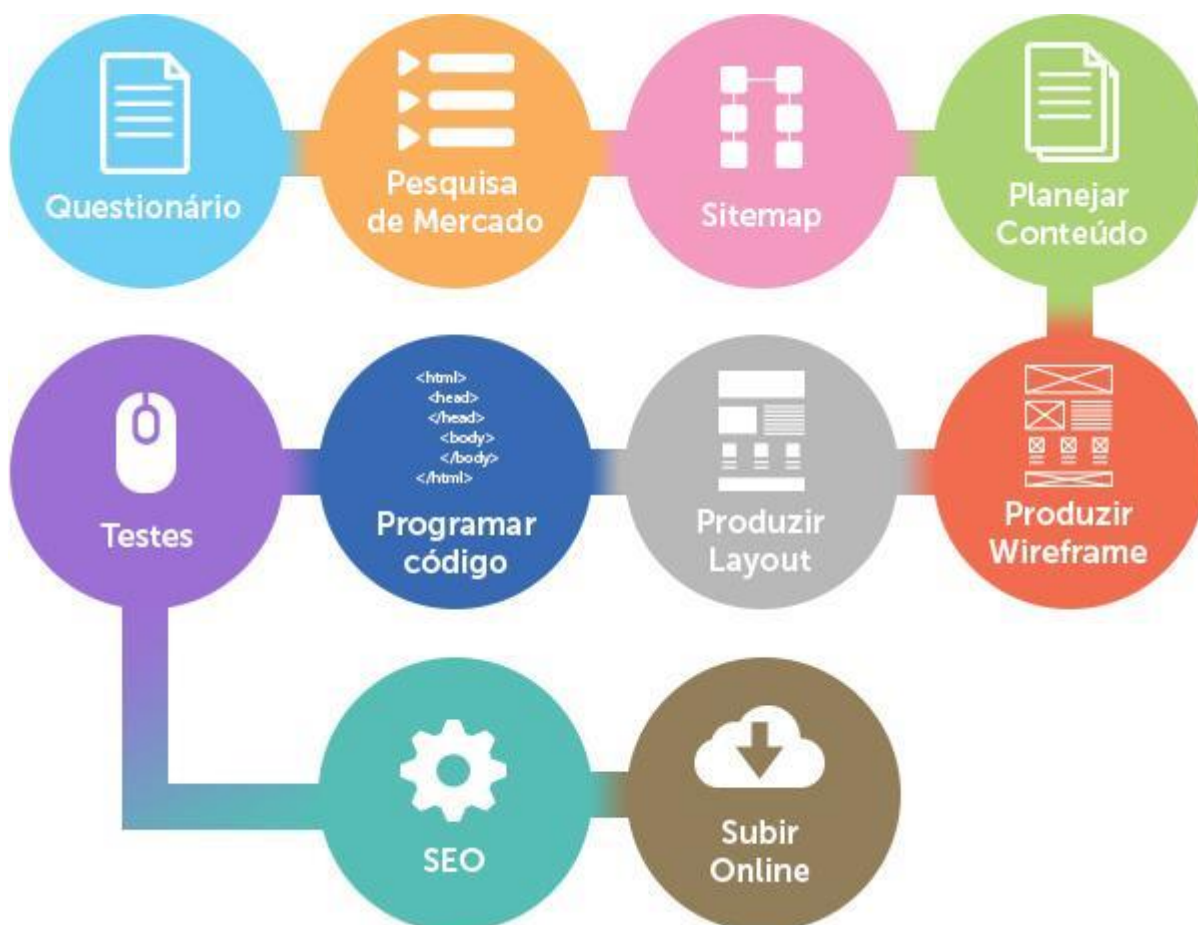 Questionário
Pesquisa
de Mercado
Sitemap
Planejar
Conteúdo
Produzir
Wireframe
Produzir
Layout
<html>
<head>
</head>
<body>
</body>
</html>
Programar
código
Testes
SEO
Subir
Online